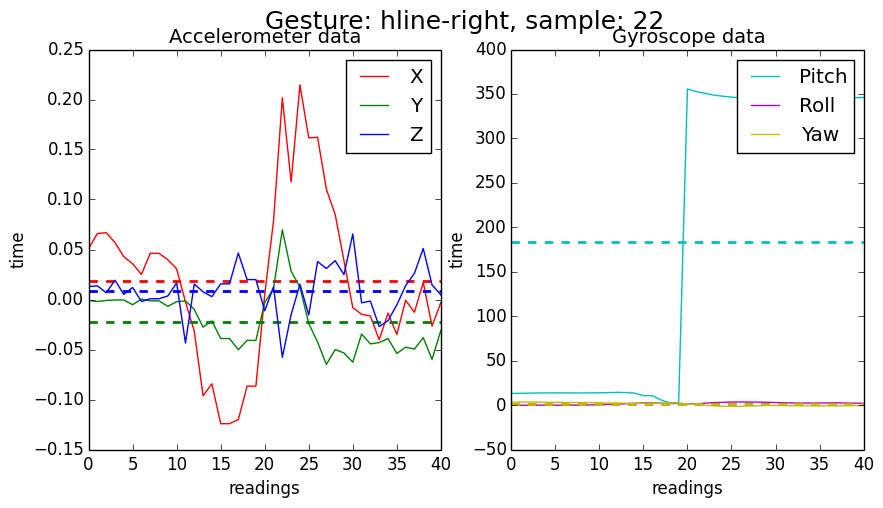 Gesture: hline-right, sample: 22
Accelerometer data
0.25
0.20
0.15
0.10
0.05
0.00
−0.05
−0.10
−0.15
time
X
Y
Z
0 5 10 15 20 25 30 35 40
readings
Gyroscope data
400
350
300
250
200
150
100
50
0
−50
time
Pitch
Roll
Yaw
0 5 10 15 20 25 30 35 40
readings